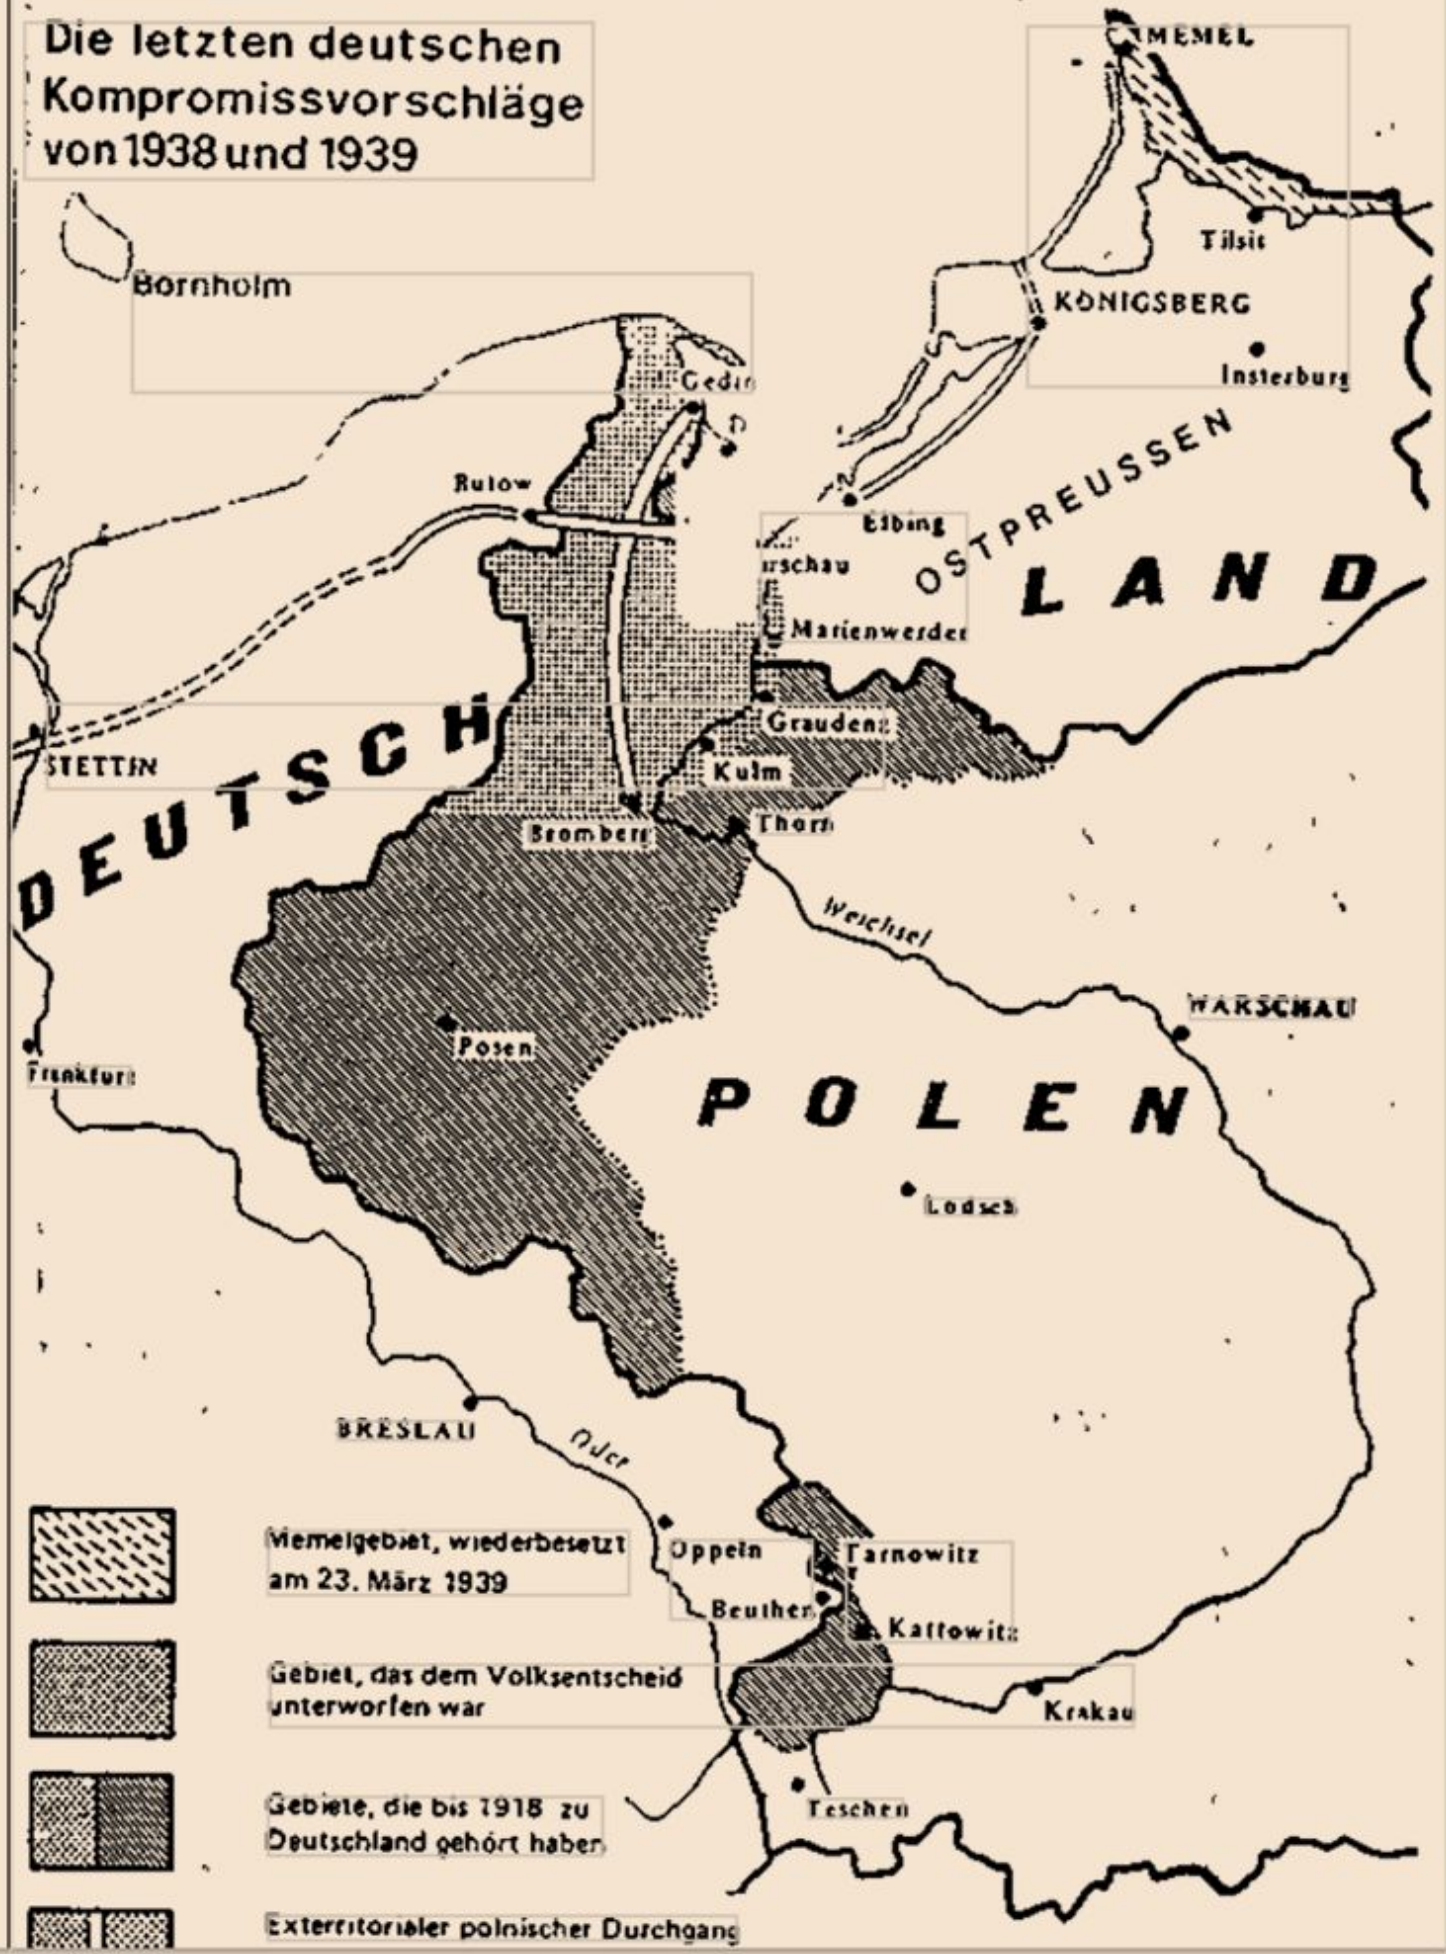 Die letzten deutschen
Kompromissvorschläge
von 1938 und 1939
MEMEL
Tilsit
Bornholm
KÖNIGSBERG
Insterburg
Gedin
Rulow
Elbing
OSTPREUSSEN
rschau
LAND
Marienwerder
Graudenz
DEUTSCH
STETTIN
Kulm
Bromberg
Thorn
Weichsel
WARSCHAU
Posen
Frankfurt
POLEN
Lodsch
BRESLAU
Oder
Oppeln
Tarnowitz
Beuthen
Kattowitz
Krakau
Teschen
Memelgebiet, wiederbesetzt
am 23. März 1939
Gebiet, das dem Volksentscheid
unterworfen war
Gebiete, die bis 1918 zu
Deutschland gehört haben
Exterritorialer polnischer Durchgang